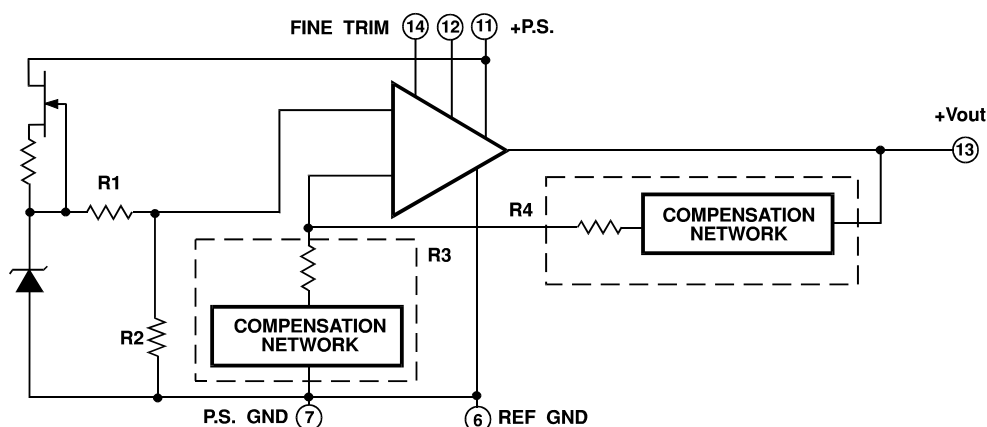 FINE TRIM 14 12 11 +P.S.
+Vout
13
R1
R4
COMPENSATION
NETWORK
R3
COMPENSATION
NETWORK
R2
P.S. GND 7 6 REF GND